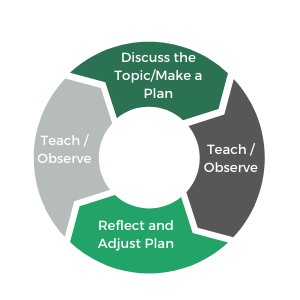 Discuss the
Topic/Make a
Plan
Teach /
Observe
Reflect and
Adjust Plan
Teach /
Observe